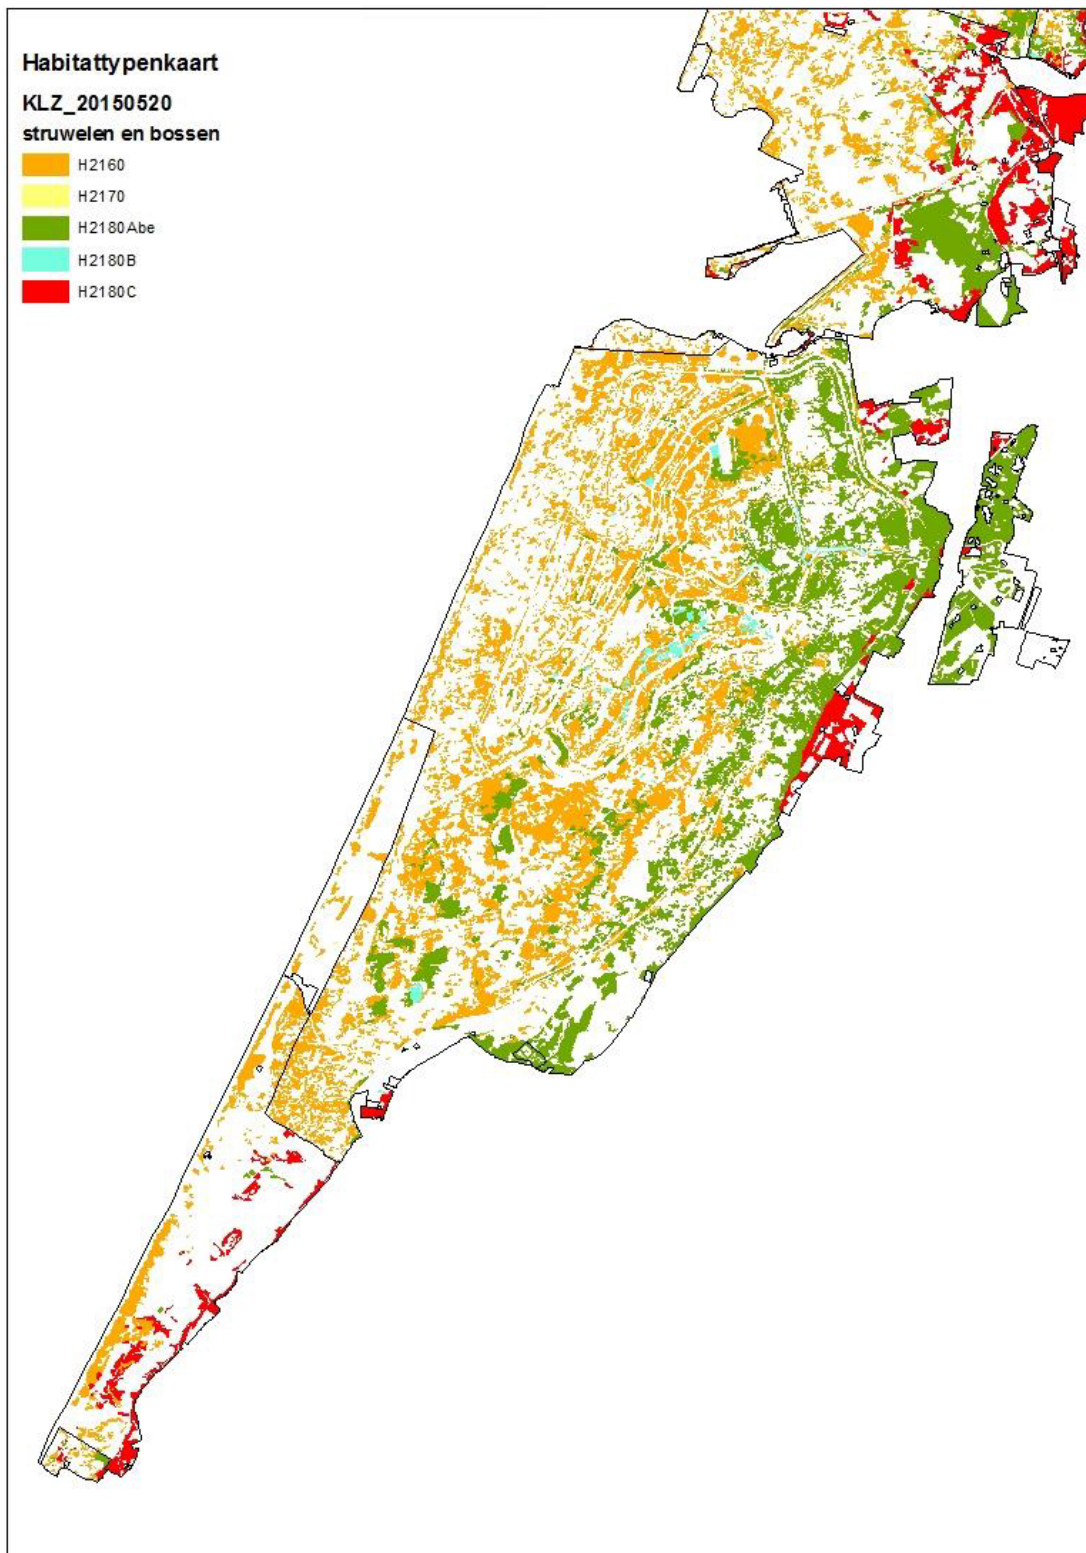 Habitattypenkaart
KLZ_20150520
struwelen en bossen
H2160
H2170
H2180Abe
H2180B
H2180C